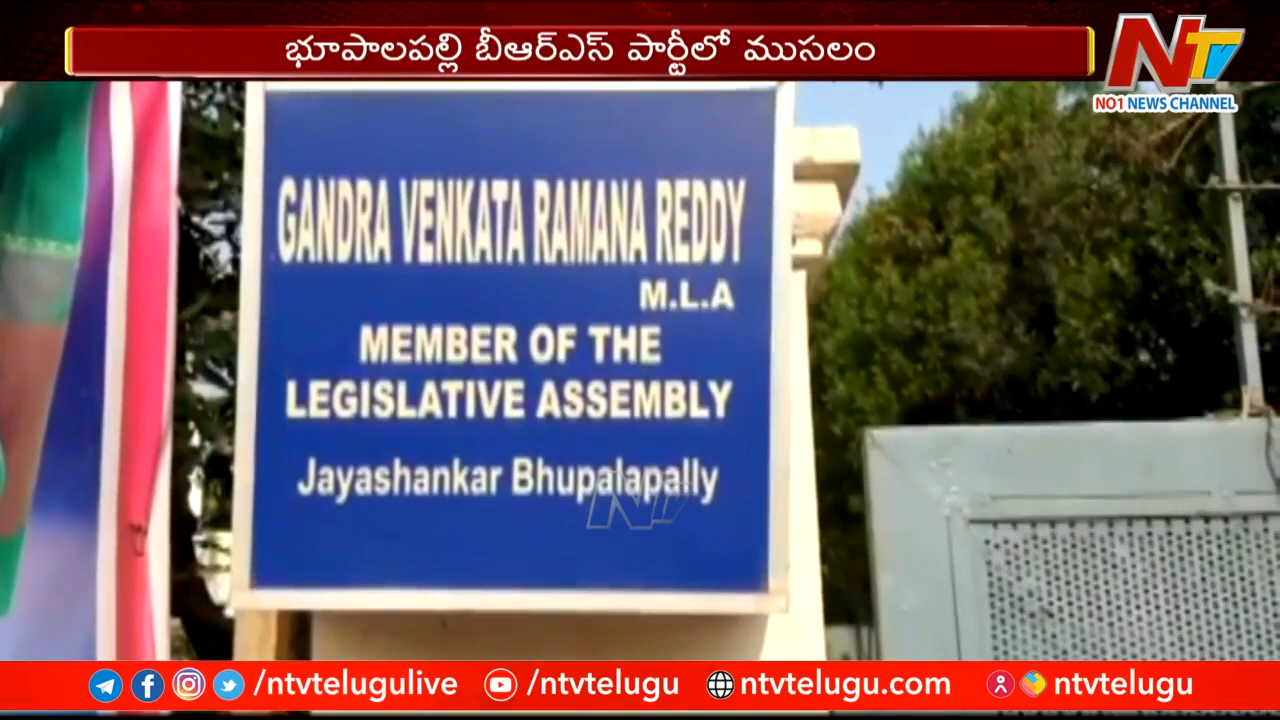 భూపాలపల్లి బీఆర్ఎస్ పార్టీలో ముసలం
NTV
NO1 NEWS CHANNEL
GANDRA VENKATA RAMANA REDDY
M.L.A
MEMBER OF THE
LEGISLATIVE ASSEMBLY
Jayashankar Bhupalapally
NTV
/ntvtelugulive /ntvtelugu ntvtelugu.com ntvtelugu